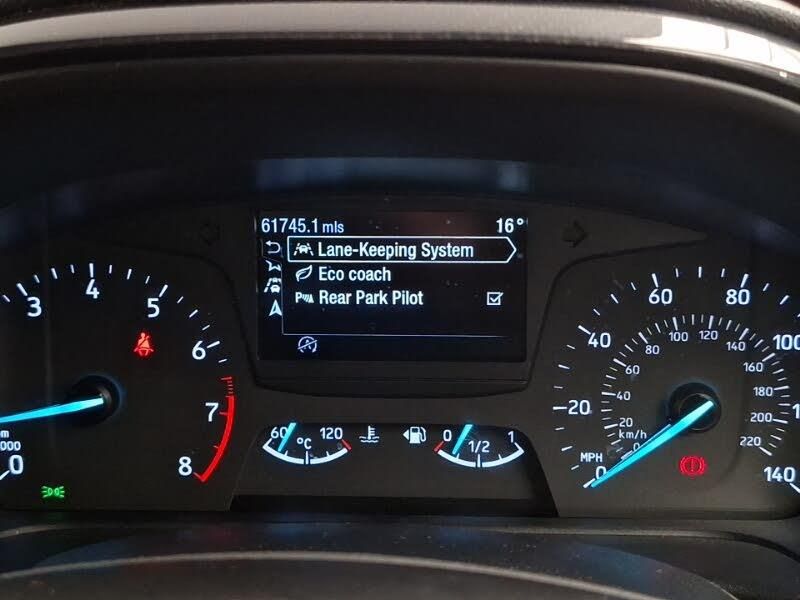 61745.1 mls 16°
Lane-Keeping System
Eco coach
P Rear Park Pilot
3 4 5 6 7 8
000
0
60 120
°C
0 1/2 1
0 20 40 60 80 100 140
MPH
km/h
0 20 40 60 80 100 120 140 160 180 200 220